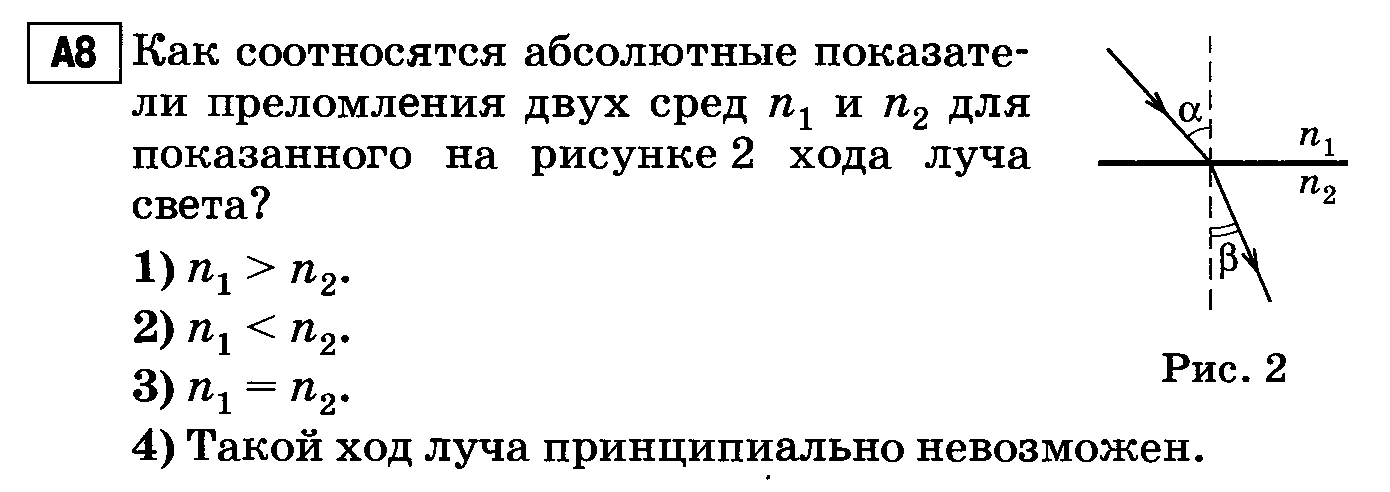 А8 Как соотносятся абсолютные показате-
ли преломления двух сред n₁ и n₂ для
показанного на рисунке 2 хода луча
света?
1) n₁ > n₂.
2) n₁ < n₂.
3) n₁ = n₂.
4) Такой ход луча принципиально невозможен.
α
n₁
n₂
β
Рис. 2